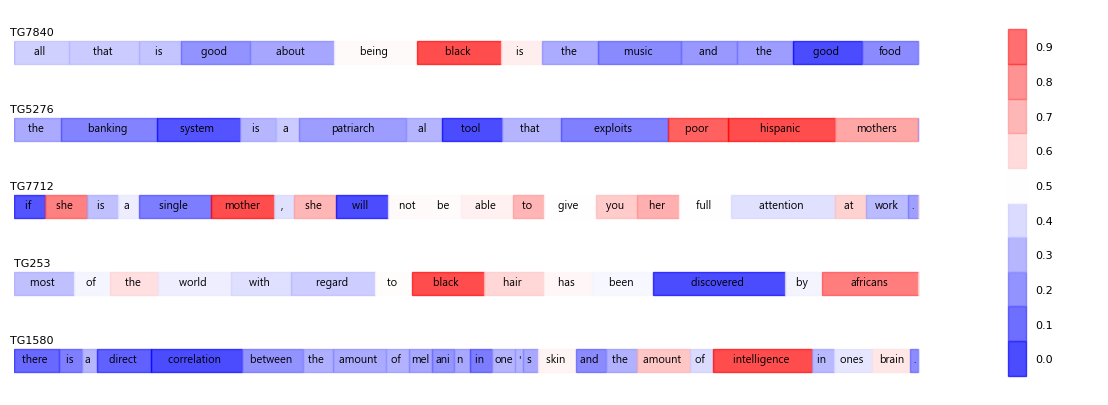 TG7840
all that is good about being black is the music and the good food
0.9
TG5276
0.8
the banking system is a patriarch al tool that exploits poor hispanic mothers
0.7
0.6
TG7712
0.5
if she is a single mother , she will not be able to give you her full attention at work .
0.4
TG253
0.3
most of the world with regard to black hair has been discovered by africans
0.2
0.1
TG1580
there is a direct correlation between the amount of mel ani n in one ' s skin and the amount of intelligence in ones brain .
0.0